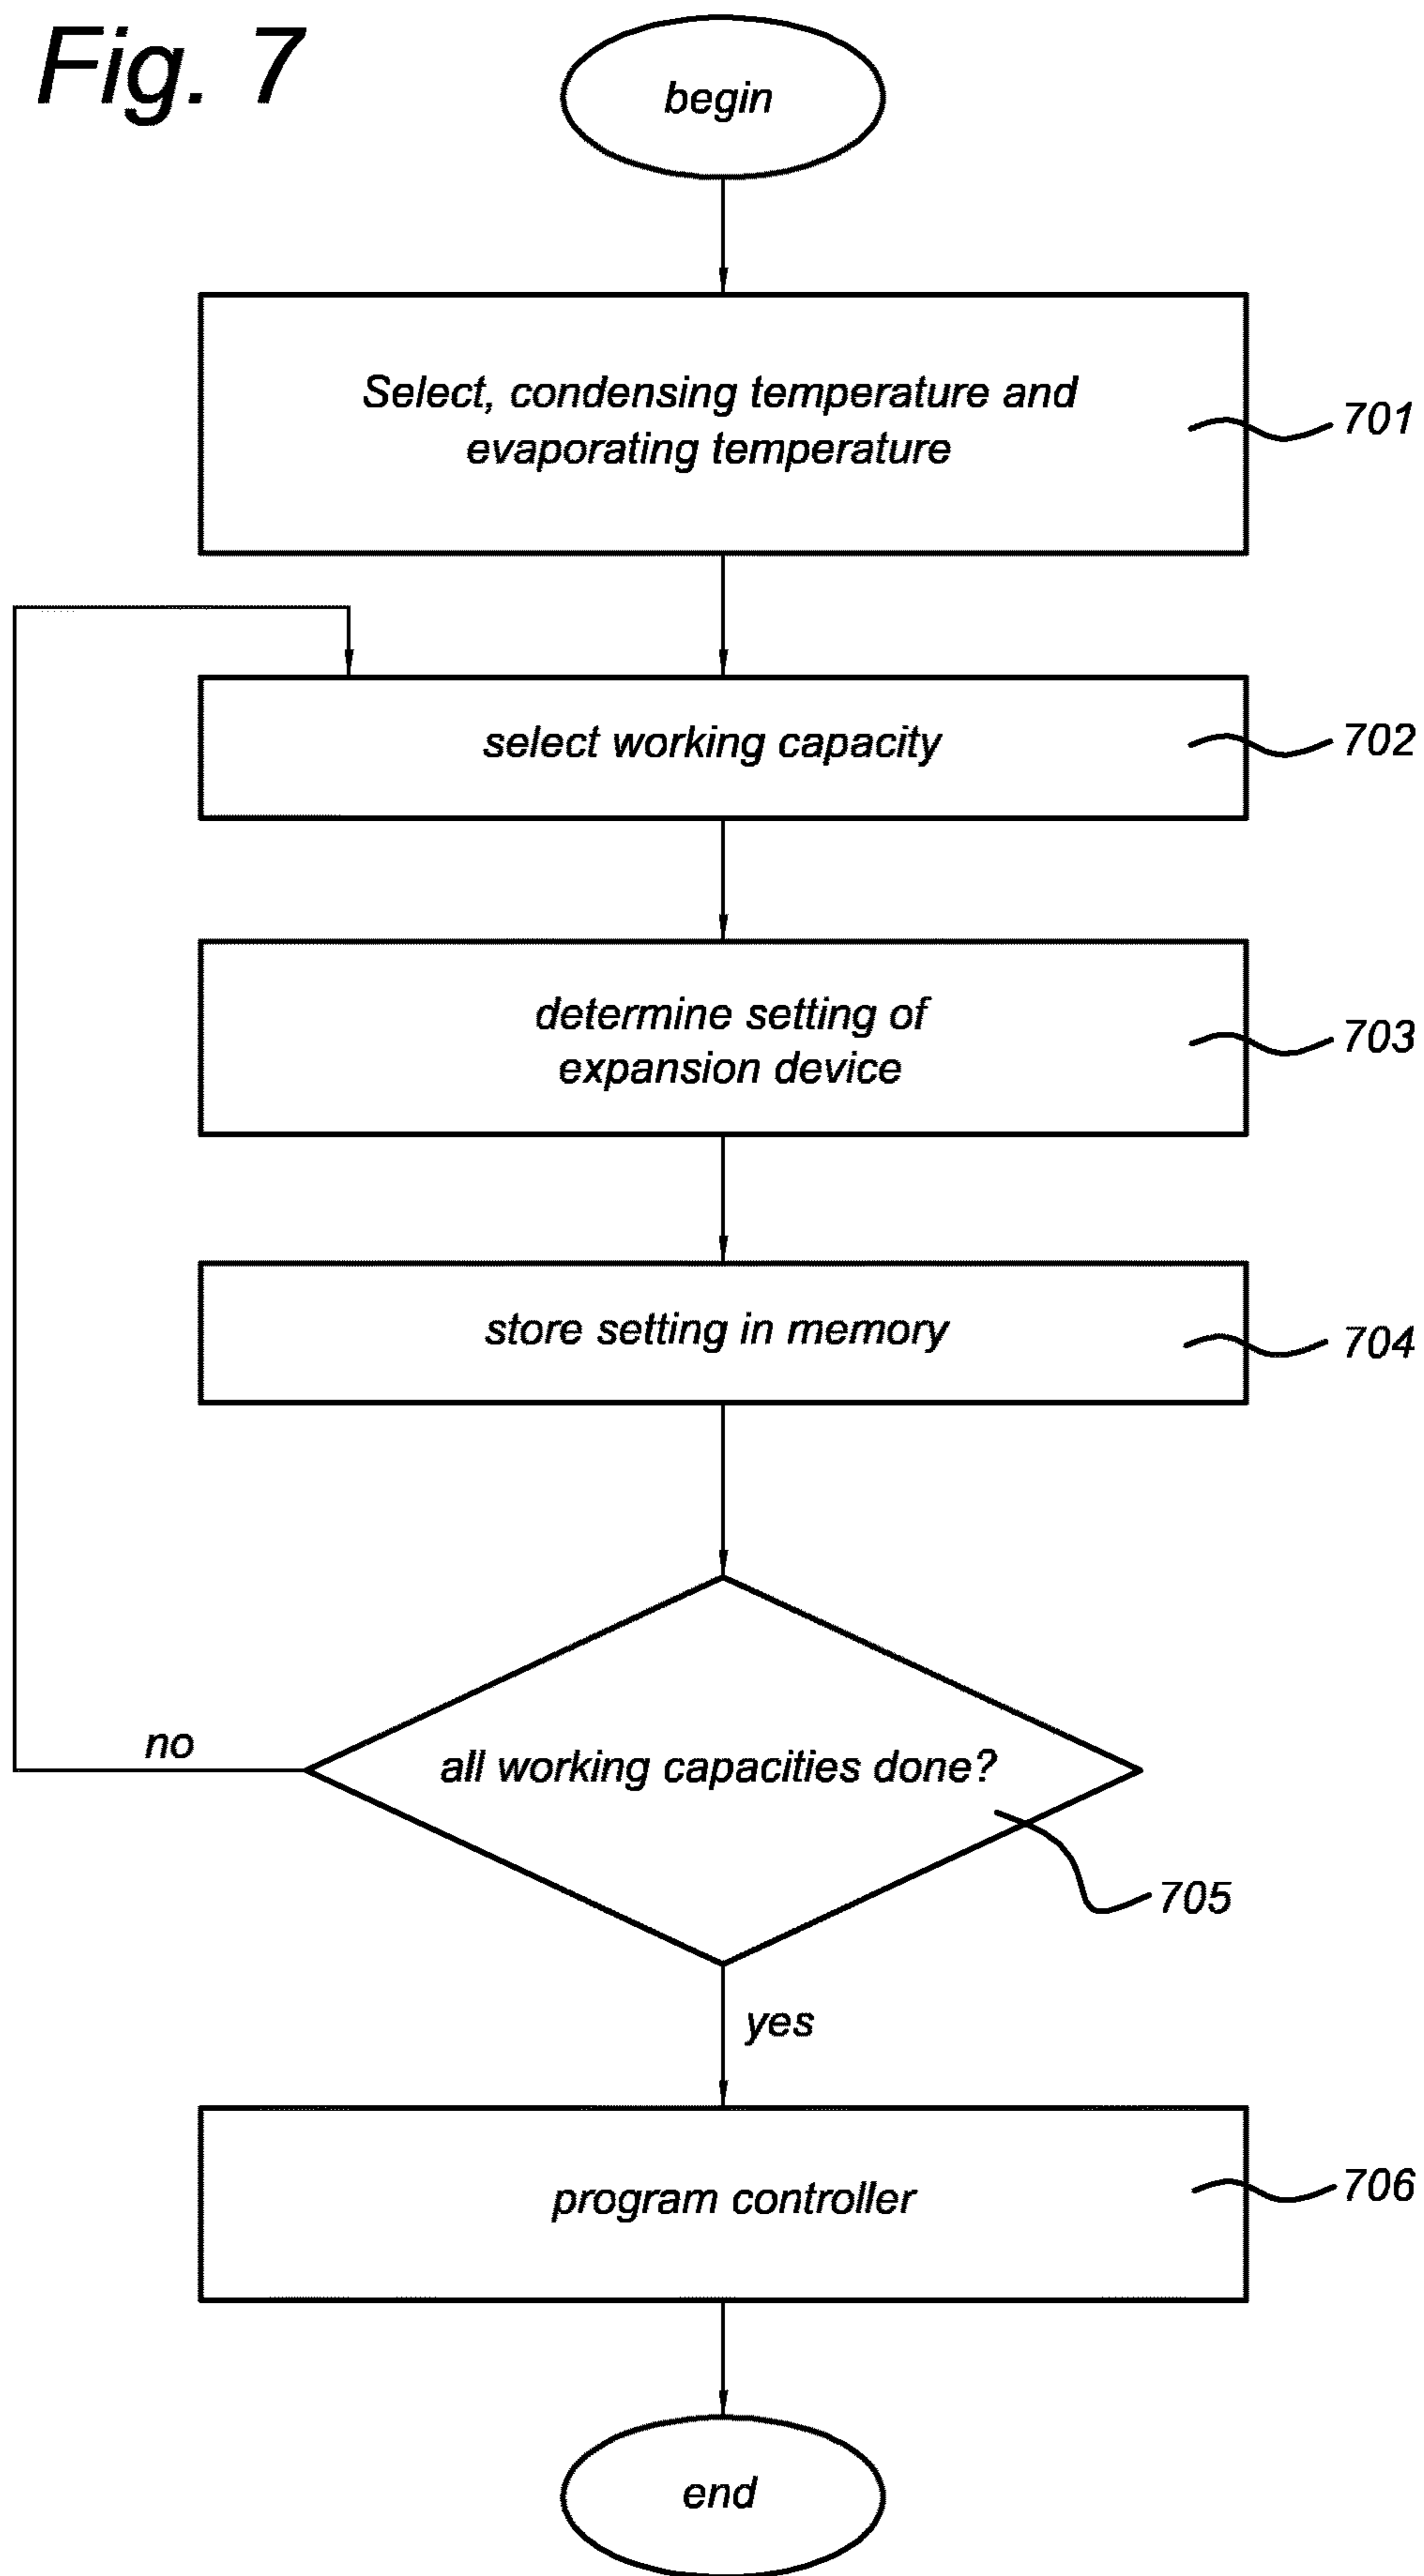 Fig. 7
begin
Select, condensing temperature and
evaporating temperature
701
select working capacity
702
determine setting of
expansion device
703
store setting in memory
704
no
all working capacities done?
705
yes
program controller
706
end